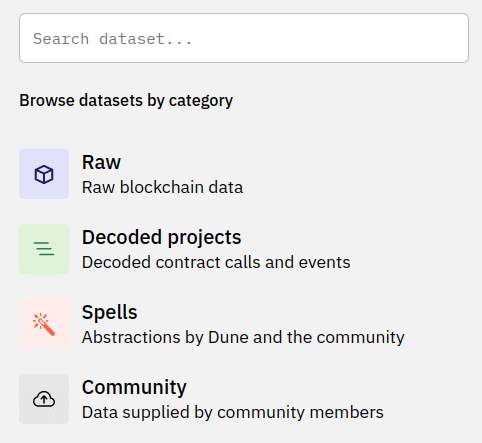 Search dataset...
Browse datasets by category
Raw
Raw blockchain data
Decoded projects
Decoded contract calls and events
Spells
Abstractions by Dune and the community
Community
Data supplied by community members